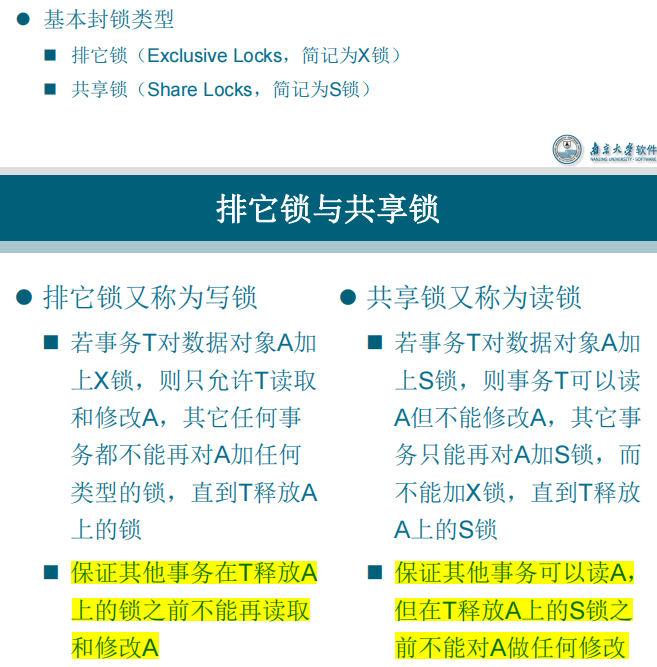 基本封锁类型
排它锁（Exclusive Locks，简记为X锁）
共享锁（Share Locks，简记为S锁）
南京大学软件
NANJING UNIVERSITY · SOFTWARE
排它锁与共享锁
排它锁又称为写锁
若事务T对数据对象A加
上X锁，则只允许T读取
和修改A，其它任何事
务都不能再对A加任何
类型的锁，直到T释放A
上的锁
保证其他事务在T释放A
上的锁之前不能再读取
和修改A
共享锁又称为读锁
若事务T对数据对象A加
上S锁，则事务T可以读
A但不能修改A，其它事
务只能再对A加S锁，而
不能加X锁，直到T释放
A上的S锁
保证其他事务可以读A，
但在T释放A上的S锁之
前不能对A做任何修改